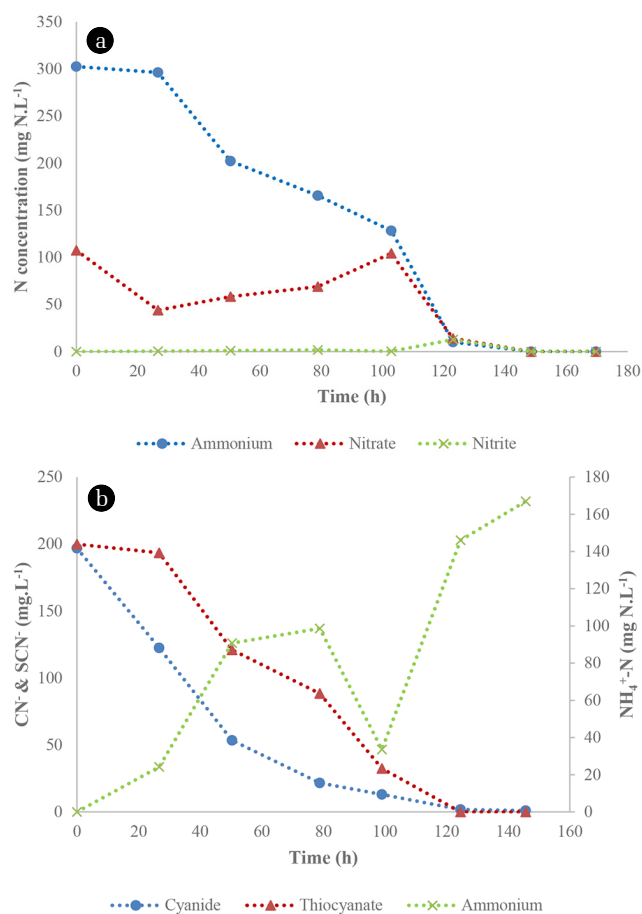 a
N concentration (mg N.L⁻¹)
350
300
250
200
150
100
50
0
0 20 40 60 80 100 120 140 160 180
Time (h)
Ammonium Nitrate Nitrite
b
CN⁻ & SCN⁻ (mg.L⁻¹)
250
200
150
100
50
0
NH₄⁺-N (mg N.L⁻¹)
180
160
140
120
100
80
60
40
20
0
0 20 40 60 80 100 120 140 160
Time (h)
Cyanide Thiocyanate Ammonium